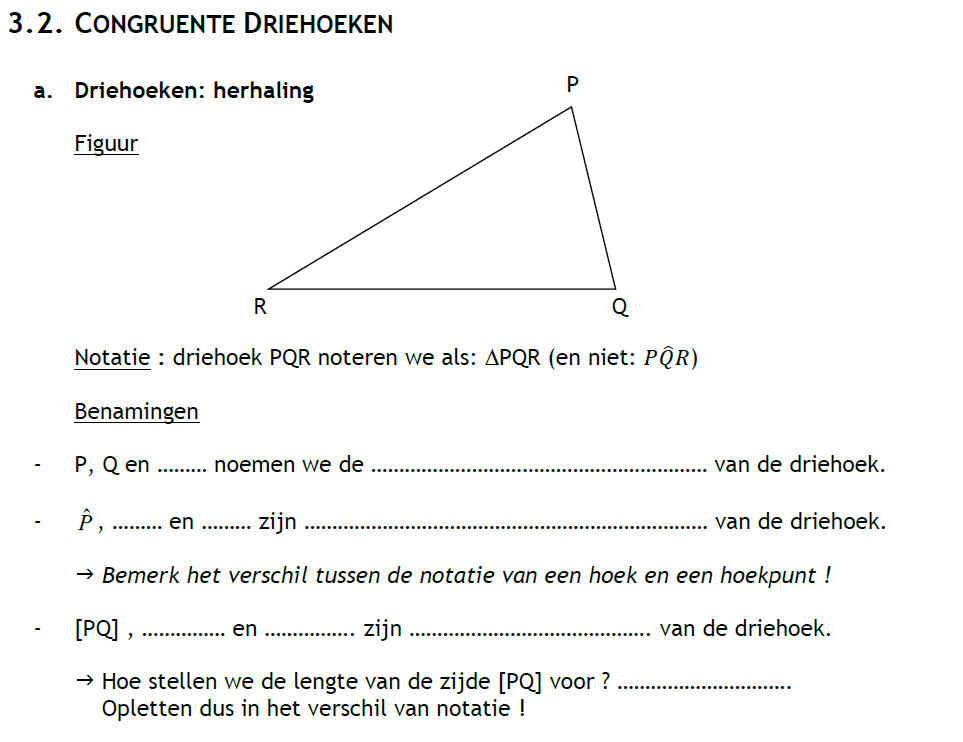 3.2. CONGRUENTE DRIEHOEKEN
a. Driehoeken: herhaling
P
Figuur
R
Q
Notatie : driehoek PQR noteren we als: ΔPQR (en niet: PQ̂R)
Benamingen
- P, Q en ......... noemen we de ............................................................ van de driehoek.
- P̂ , ......... en ......... zijn ........................................................................ van de driehoek.
→ Bemerk het verschil tussen de notatie van een hoek en een hoekpunt !
- [PQ] , ............... en ................ zijn ........................................... van de driehoek.
→ Hoe stellen we de lengte van de zijde [PQ] voor ? ...............................
Opletten dus in het verschil van notatie !